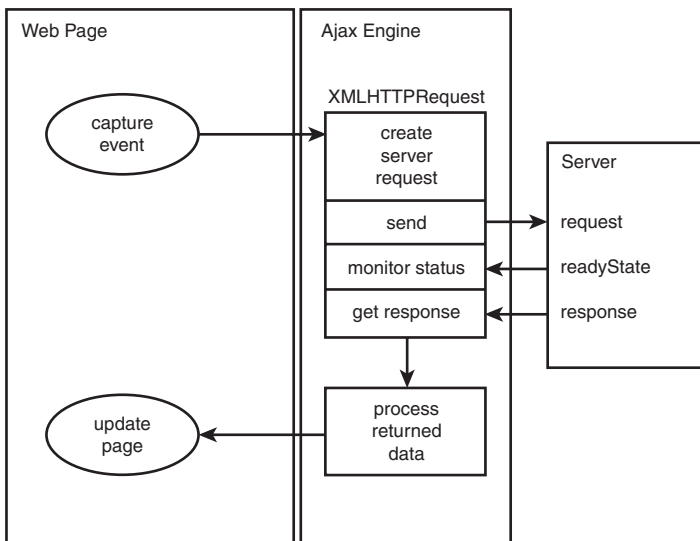 Web Page
Ajax Engine
XMLHTTPRequest
capture
event
create
server
request
Server
send
request
monitor status
readyState
get response
response
update
page
process
returned
data